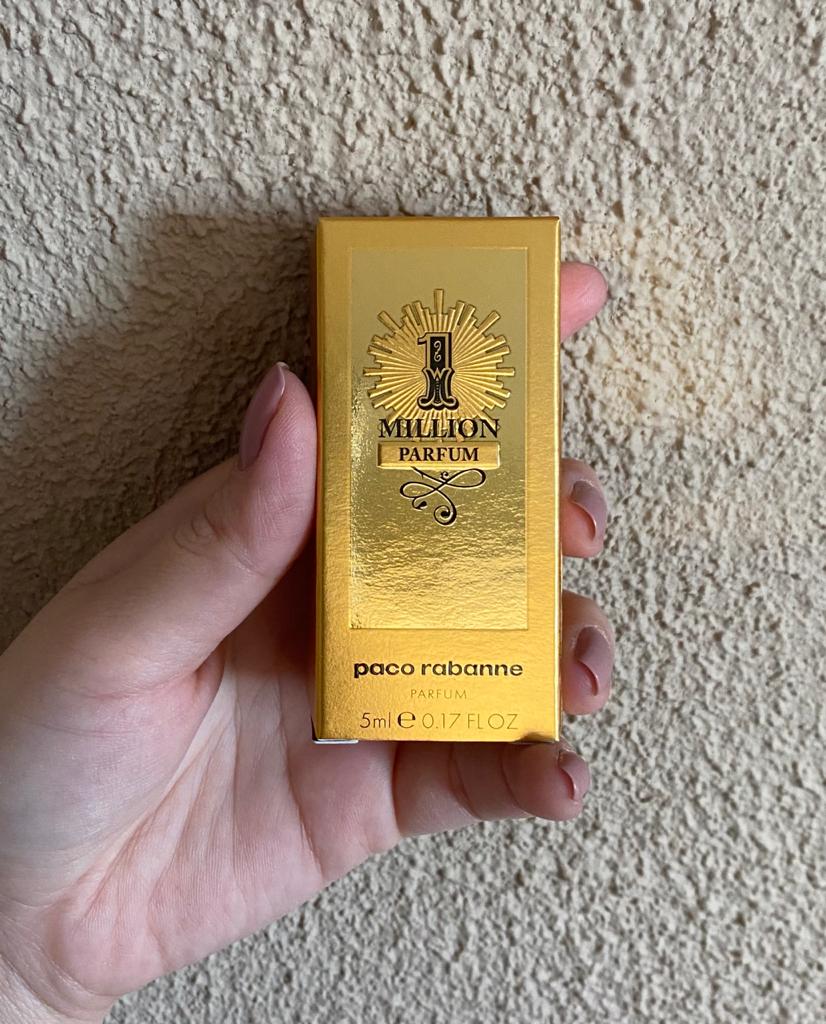 1
MILLION
PARFUM
paco rabanne
PARFUM
5ml ℮ 0.17 FL OZ